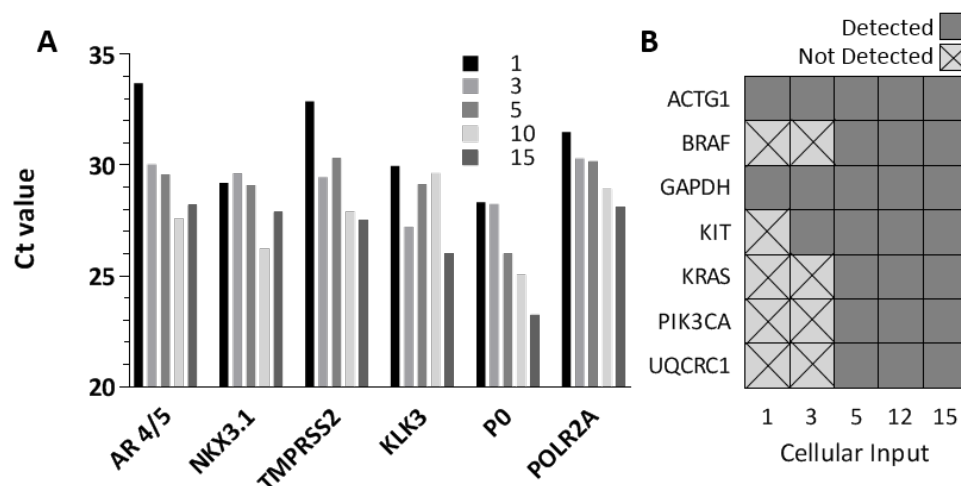 A
Ct value
35
30
25
20
1
3
5
10
15
AR 4/5
NKX3.1
TMPRSS2
KLK3
P0
POLR2A
B
Detected
Not Detected
ACTG1
BRAF
GAPDH
KIT
KRAS
PIK3CA
UQCRC1
1 3 5 12 15
Cellular Input